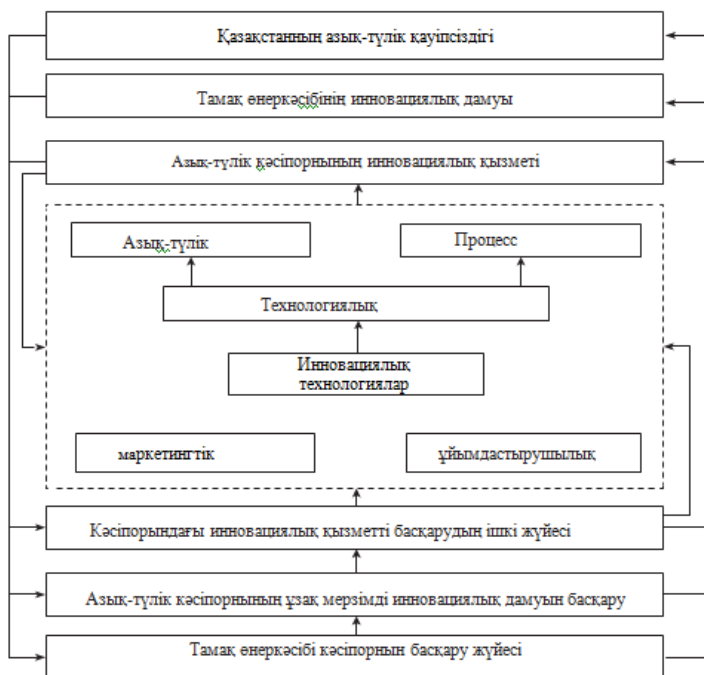 Қазақстанның азық-түлік қауіпсіздігі
Тамақ өнеркәсібінің инновациялық дамуы
Азық-түлік қәсіпорнының инновациялық қызметі
Азық-түлік
Процесс
Технологиялық
Инновациялық
технологиялар
маркетингтік
ұйымдастырушылық
Кәсіпорындағы инновациялық қызметті басқарудың ішкі жүйесі
Азық-түлік кәсіпорнының ұзақ мерзімді инновациялық дамуын басқару
Тамақ өнеркәсібі кәсіпорнын басқару жүйесі